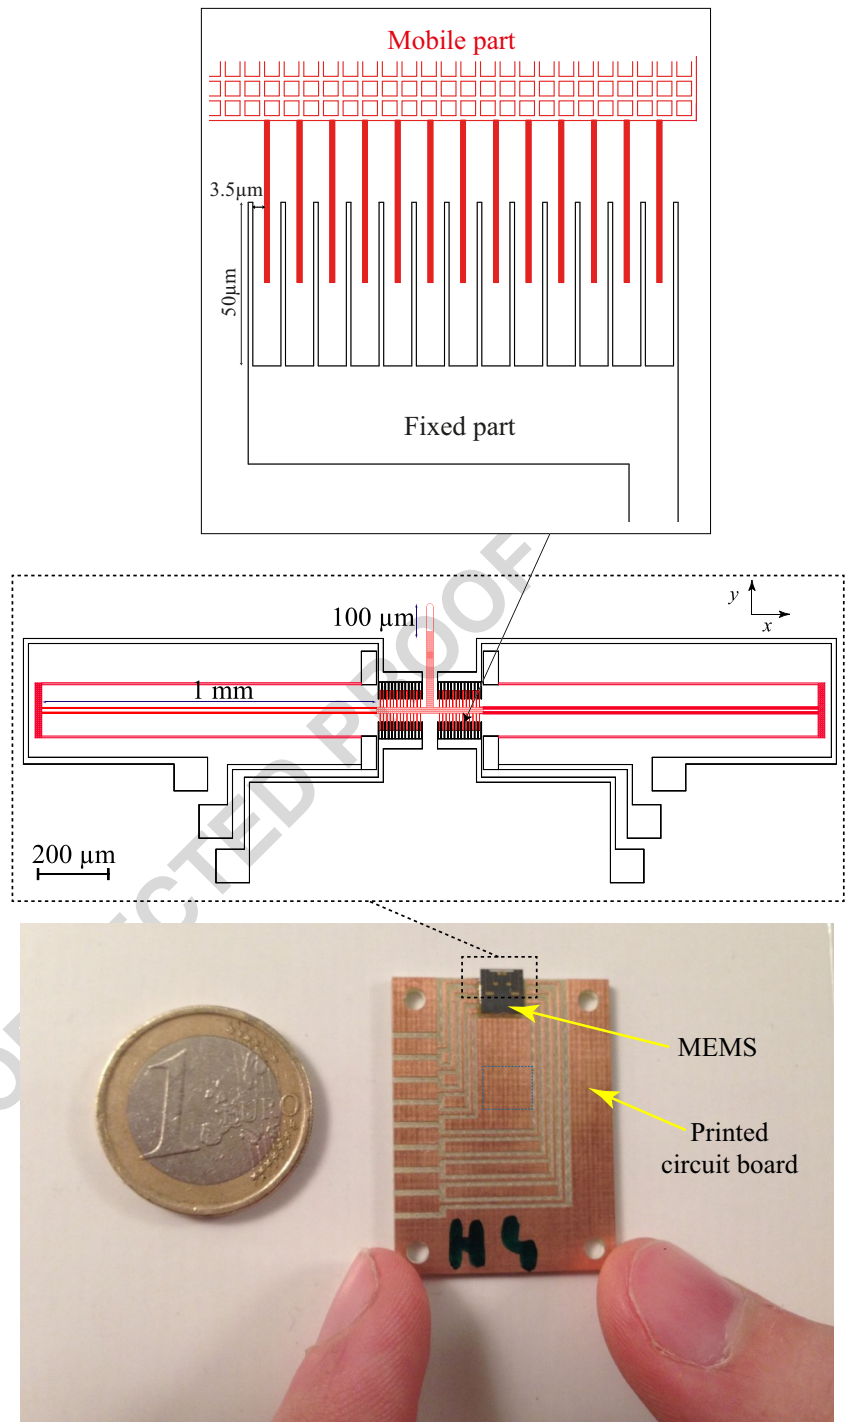 Mobile part
3.5µm
50µm
Fixed part
100 µm
y
x
1 mm
200 µm
MEMS
Printed
circuit board
1
EURO
H
CTED PROOF